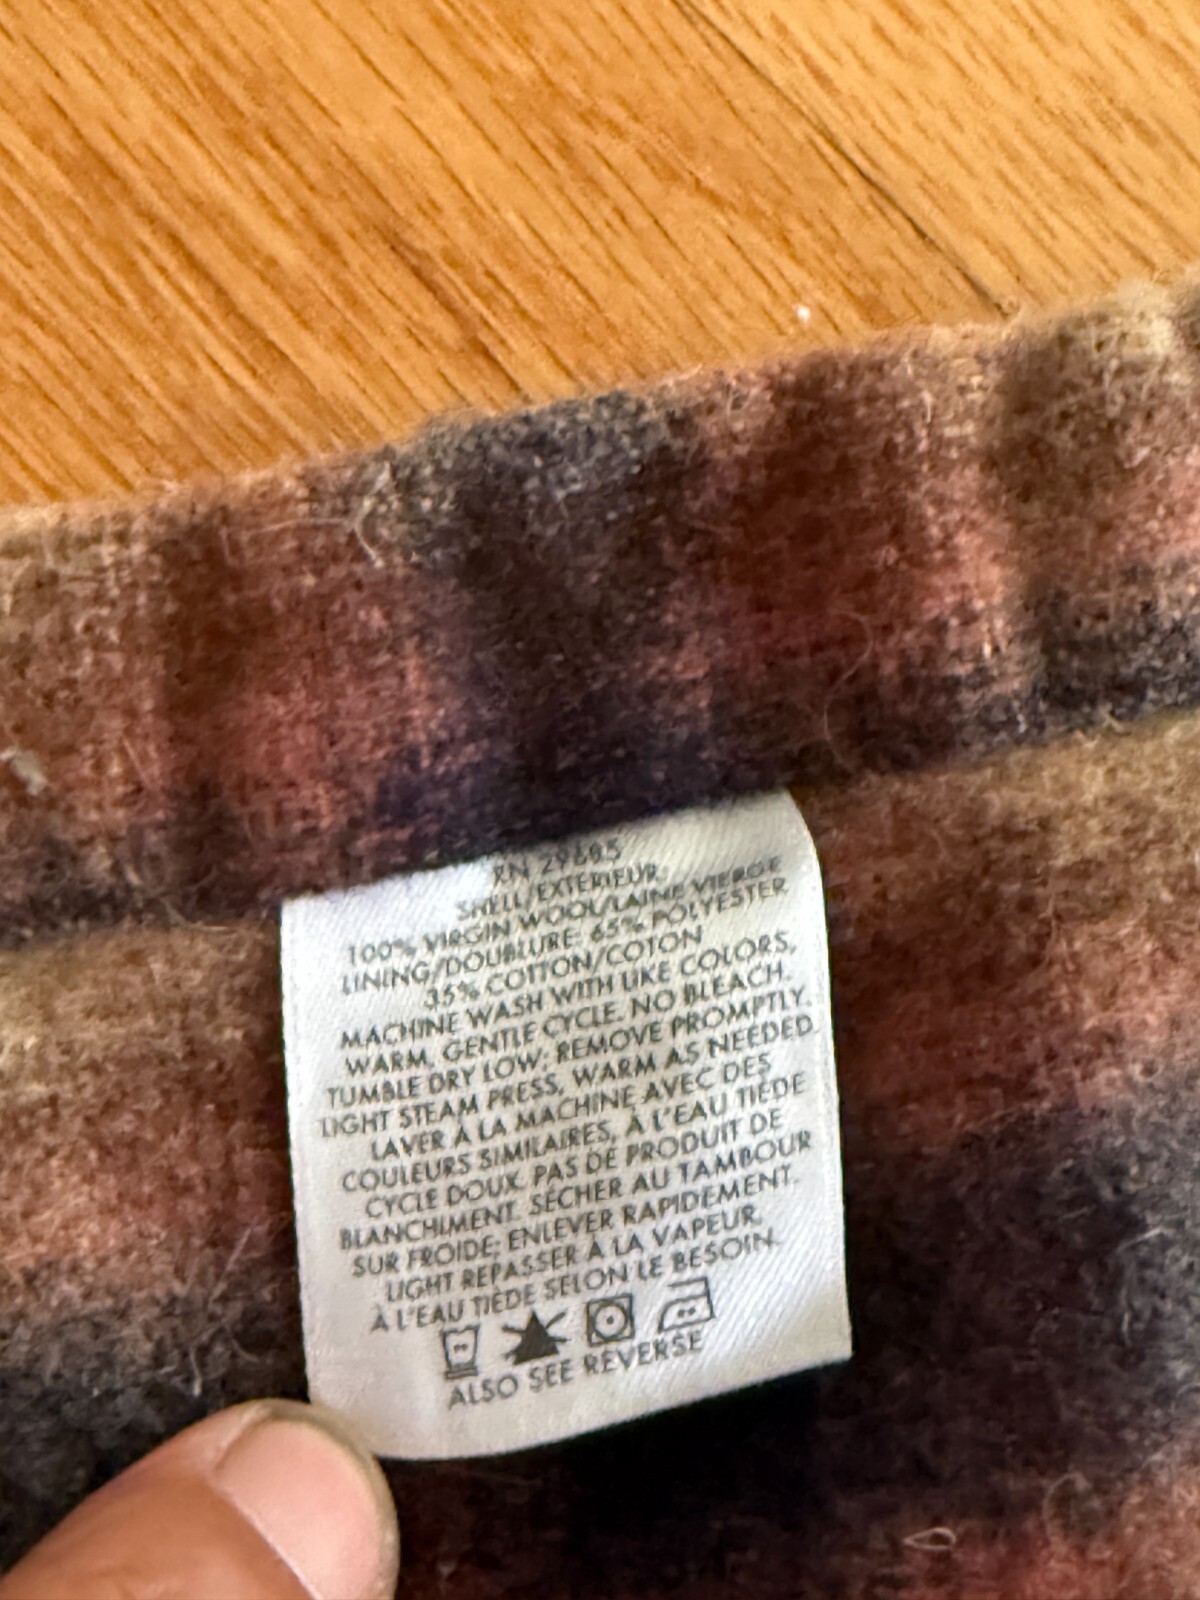 RN 29685
SHELL/EXTERIEUR:
100% VIRGIN WOOL/LAINE VIERGE
LINING/DOUBLURE: 65% POLYESTER
35% COTTON/COTON
MACHINE WASH WITH LIKE COLORS,
WARM, GENTLE CYCLE. NO BLEACH.
TUMBLE DRY LOW; REMOVE PROMPTLY.
LIGHT STEAM PRESS, WARM AS NEEDED.
LAVER À LA MACHINE AVEC DES
COULEURS SIMILAIRES, À L'EAU TIÈDE
CYCLE DOUX. PAS DE PRODUIT DE
BLANCHIMENT. SÉCHER AU TAMBOUR
SUR FROIDE; ENLEVER RAPIDEMENT.
LIGHT REPASSER À LA VAPEUR,
À L'EAU TIÈDE SELON LE BESOIN.
ALSO SEE REVERSE